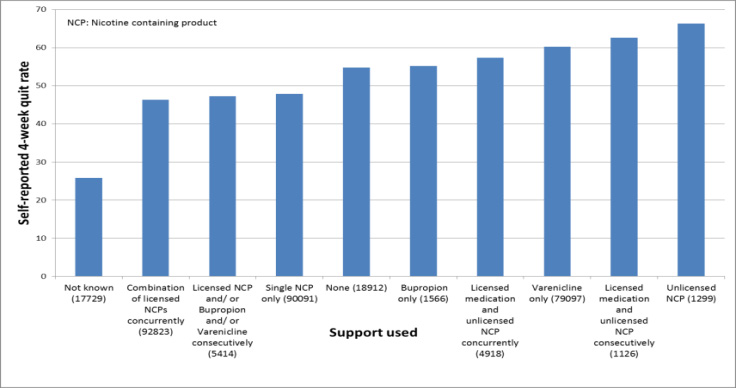 70
NCP: Nicotine containing product
60
50
40
30
20
10
0
Self-reported 4-week quit rate
Not known
(17729)
Combination
of licensed
NCPs
concurrently
(92823)
Licensed NCP
and/ or
Bupropion
and/ or
Varenicline
consecutively
(5414)
Single NCP
only (90091)
None (18912)
Bupropion
only (1566)
Licensed
medication
and
unlicensed
NCP
concurrently
(4918)
Varenicline
only (79097)
Licensed
medication
and
unlicensed
NCP
consecutively
(1126)
Unlicensed
NCP (1299)
Support used